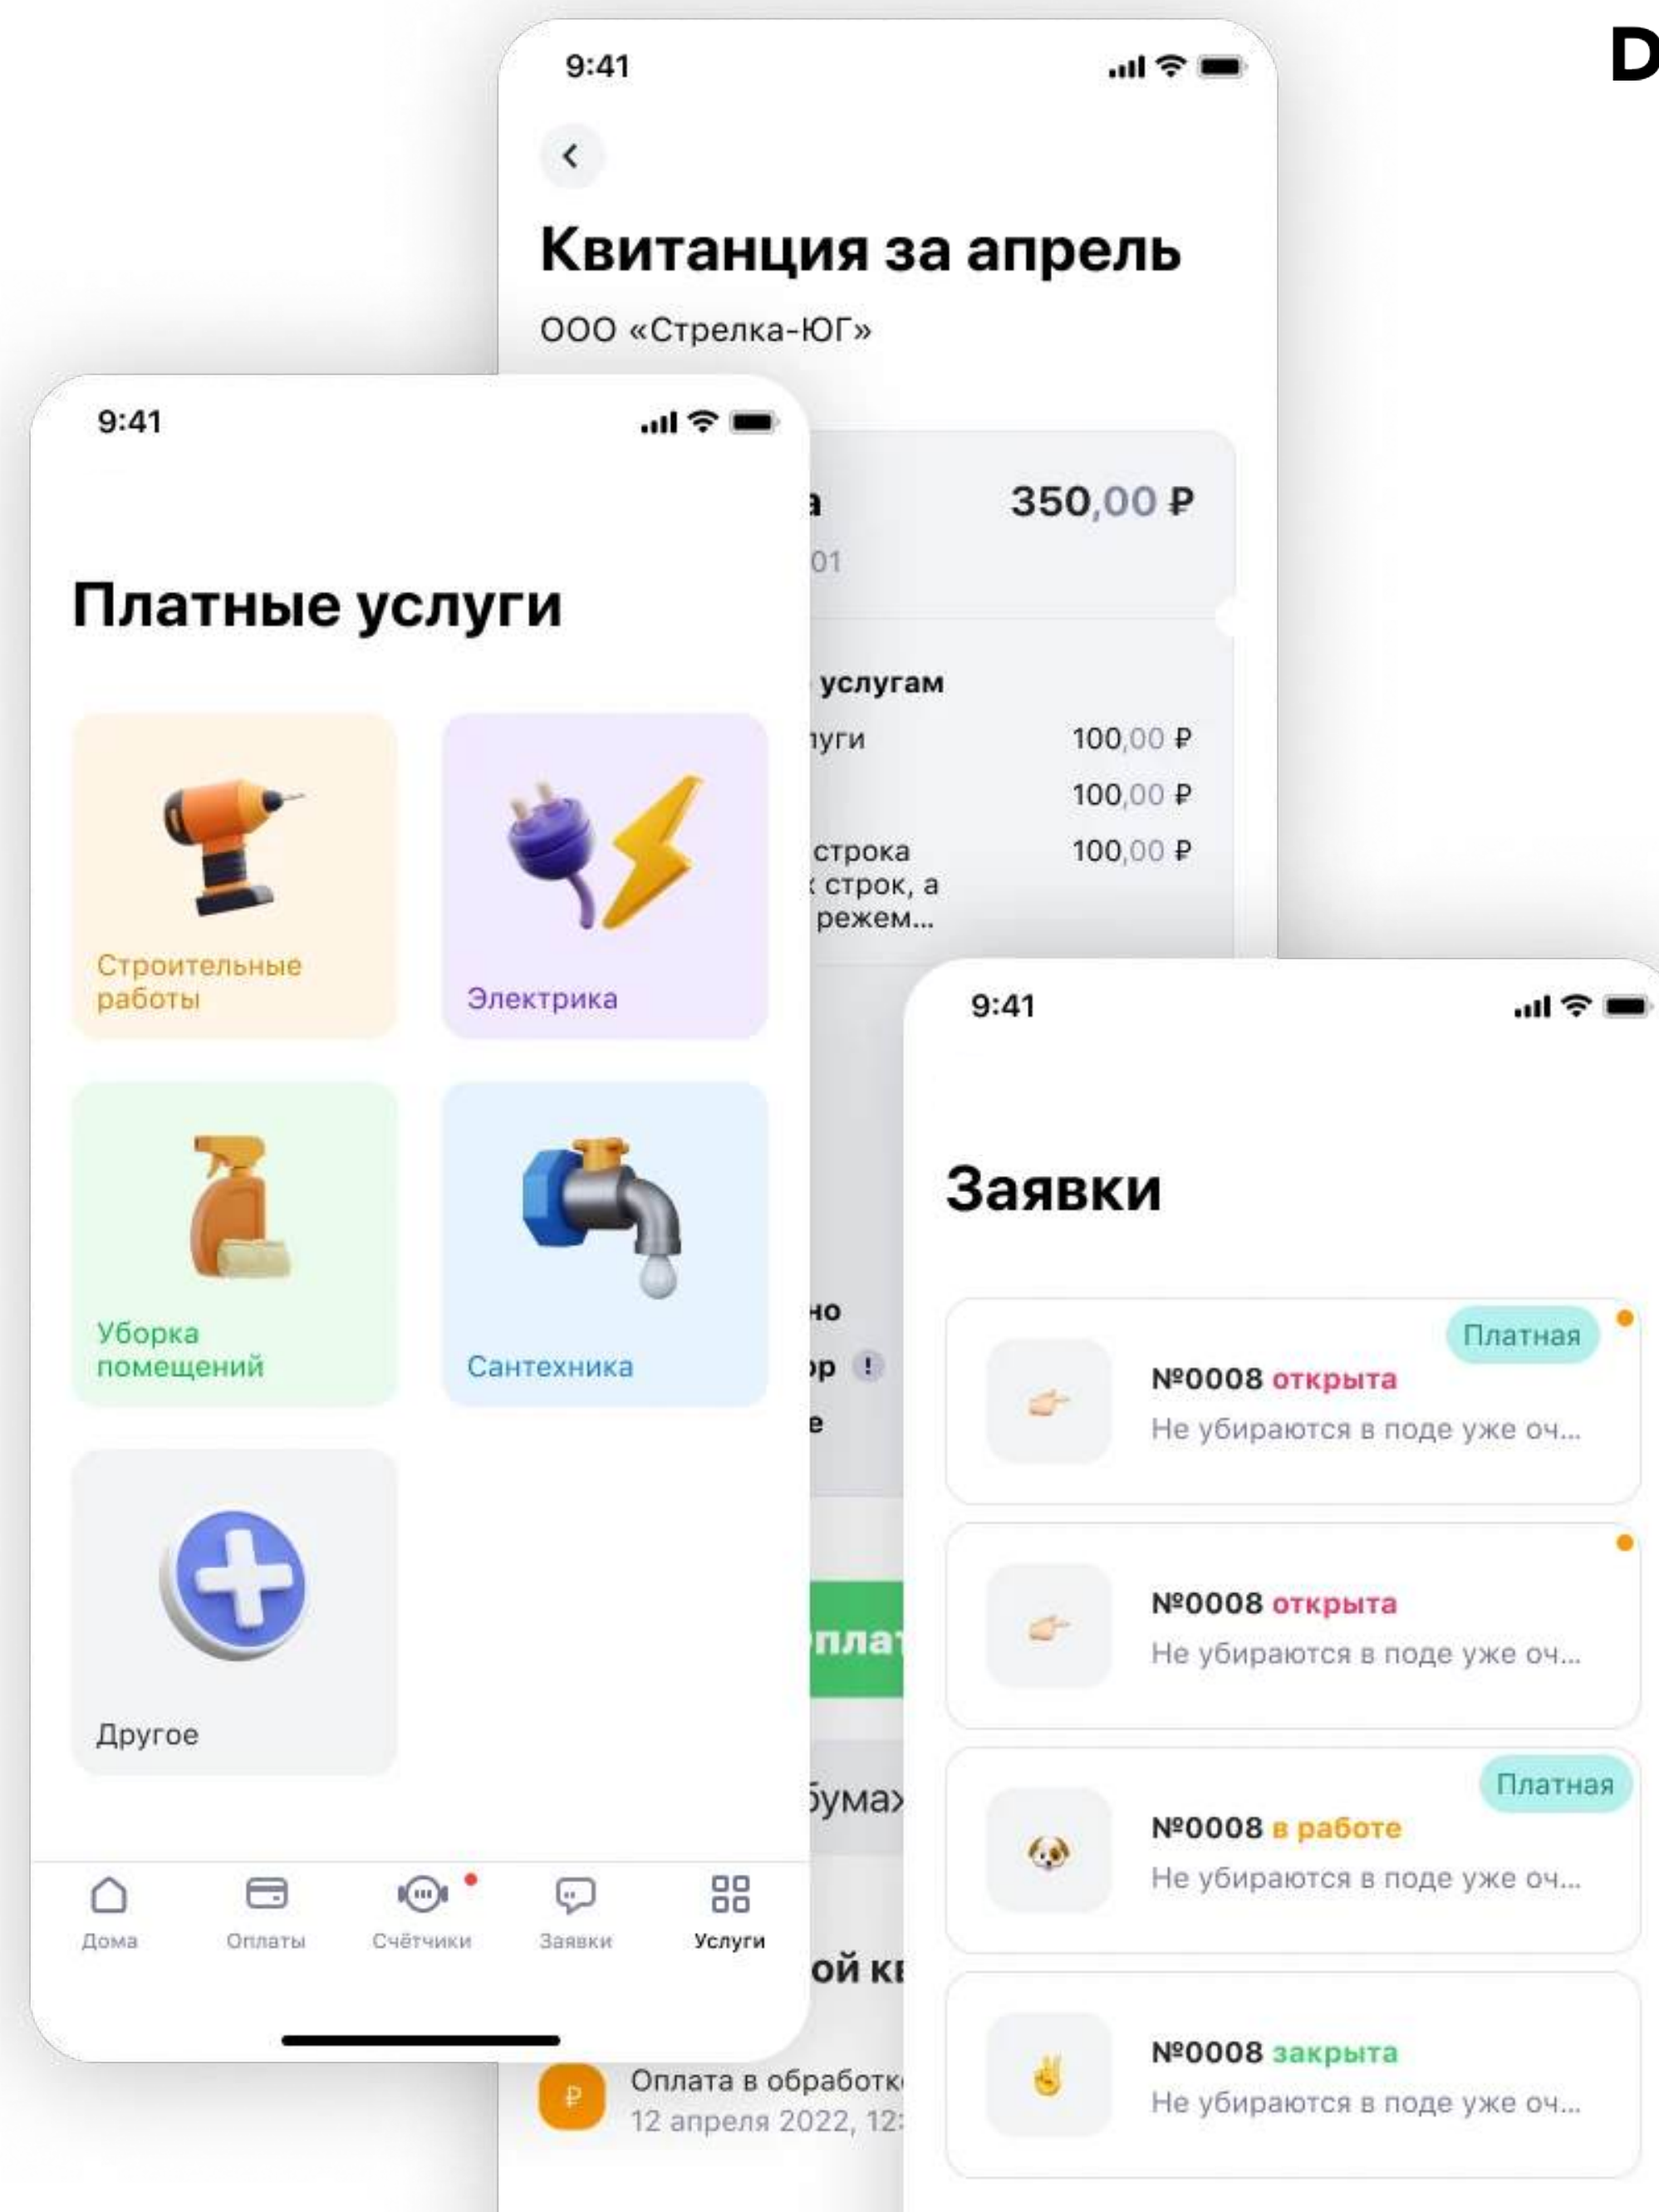 D
9:41
Квитанция за апрель
ООО «Стрелка-ЮГ»
350,00 ₽
01
услугам
100,00 ₽
100,00 ₽
строка
100,00 ₽
строк, а
режем...
9:41
Платные услуги
Строительные
работы
Электрика
Уборка
помещений
Сантехника
Другое
Дома
Оплаты
Счётчики
Заявки
Услуги
Оплата в обработк
12 апреля 2022, 12:
9:41
Заявки
Платная
№0008 открыта
Не убираются в поде уже оч...
№0008 открыта
Не убираются в поде уже оч...
Платная
№0008 в работе
Не убираются в поде уже оч...
№0008 закрыта
Не убираются в поде уже оч...